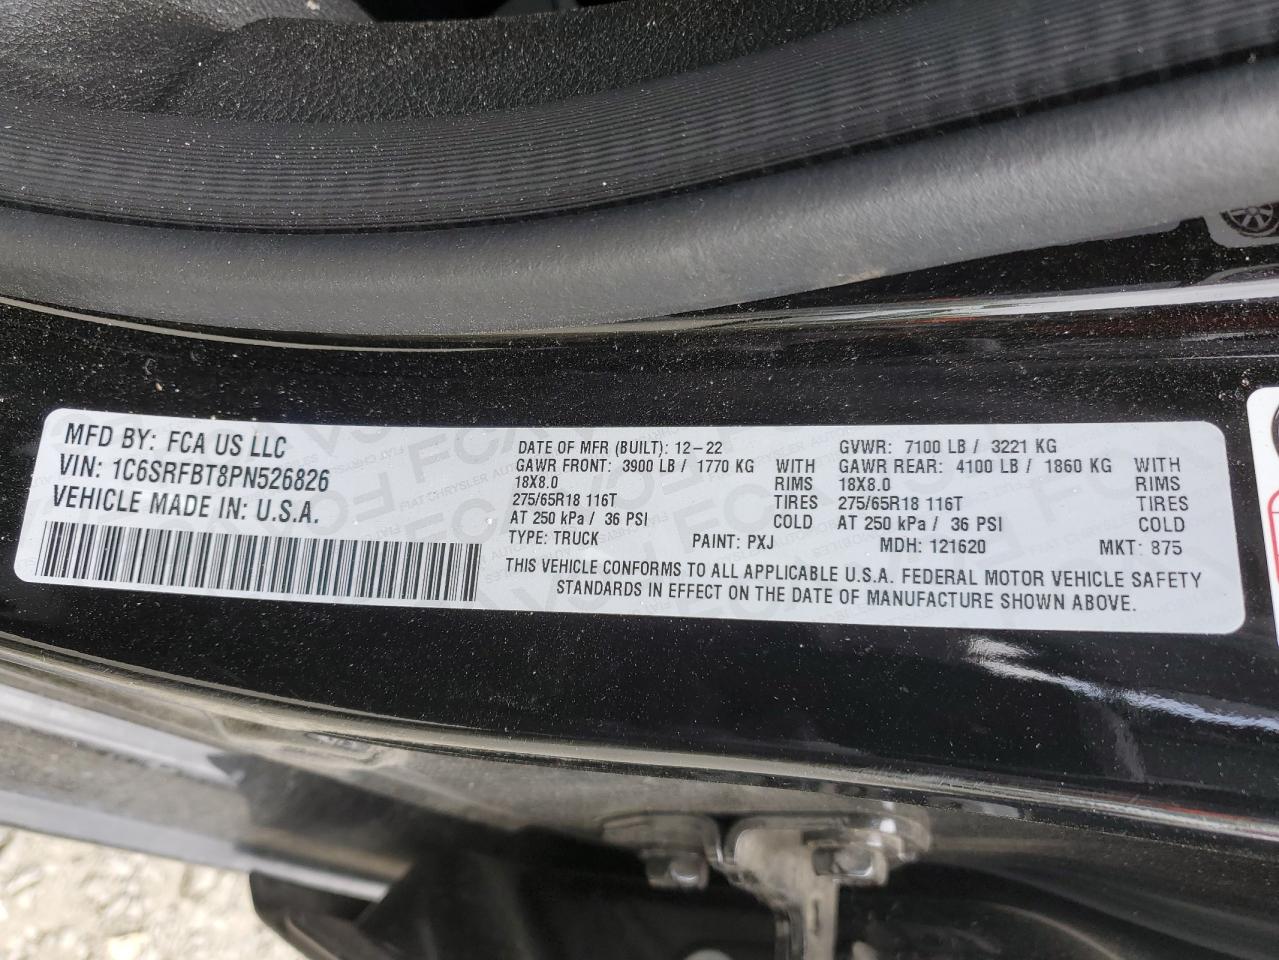 MFD BY: FCA US LLC
VIN: 1C6SRFBT8PN526826
VEHICLE MADE IN: U.S.A.
DATE OF MFR (BUILT): 12-22 GVWR: 7100 LB / 3221 KG
GAWR FRONT: 3900 LB / 1770 KG WITH GAWR REAR: 4100 LB / 1860 KG WITH
18X8.0 RIMS 18X8.0 RIMS
275/65R18 116T TIRES 275/65R18 116T TIRES
AT 250 kPa / 36 PSI COLD AT 250 kPa / 36 PSI COLD
TYPE: TRUCK PAINT: PXJ MDH: 121620 MKT: 875
THIS VEHICLE CONFORMS TO ALL APPLICABLE U.S.A. FEDERAL MOTOR VEHICLE SAFETY
STANDARDS IN EFFECT ON THE DATE OF MANUFACTURE SHOWN ABOVE.